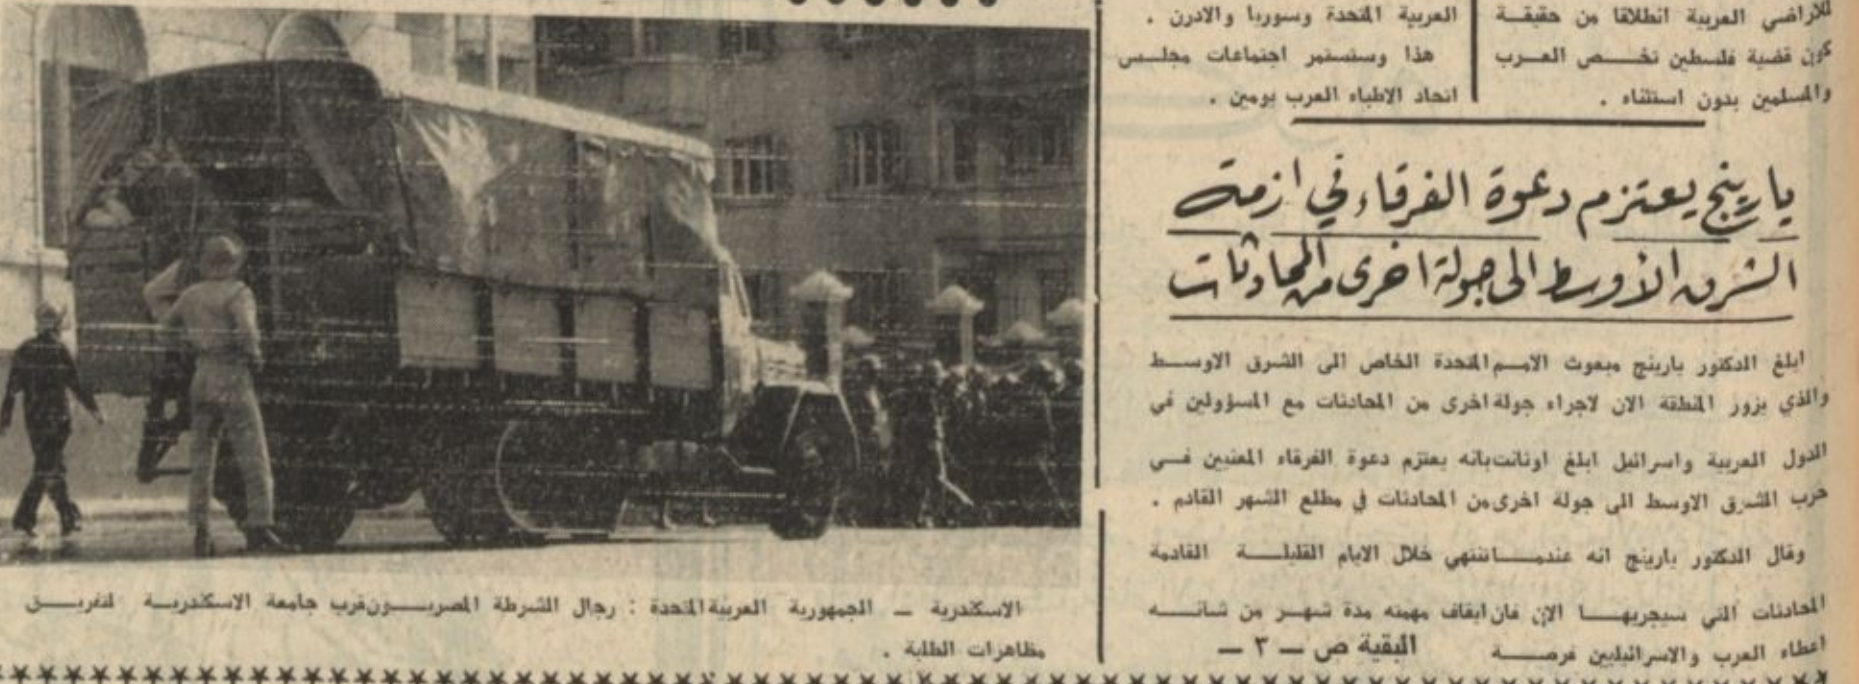 للاراضي العربية انطلاقا من حقيقة
كون قضية فلسطين تخص العرب
والمسلمين بدون استثناء .
العربية المتحدة وسوريا والاردن .
هذا وستستمر اجتماعات مجلس
اتحاد الاطباء العرب يومين .
يارينج يعتزم دعوة الفرقاء في ازمة
الشرق الأوسط الى جولة اخرى من المحادثات
ابلغ الدكتور يارينج مبعوث الامم المتحدة الخاص الى الشرق الاوسط
والذي يزور المنطقة الان لاجراء جولة اخرى من المحادثات مع المسؤولين في
الدول العربية واسرائيل ابلغ اوثانت بانه يعتزم دعوة الفرقاء المعنيين في
حرب الشرق الاوسط الى جولة اخرى من المحادثات في مطلع الشهر القادم .
وقال الدكتور يارينج انه عندما تنتهي خلال الايام القليلة القادمة
المحادثات التي سيجريها الان فان ايقاف مهمته مدة شهر من شانه
اعطاء العرب والاسرائيليين فرصة
البقية ص – ٣ –
الاسكندرية – الجمهورية العربية المتحدة : رجال الشرطة المصريون قرب جامعة الاسكندرية لتفريق
مظاهرات الطلبة .